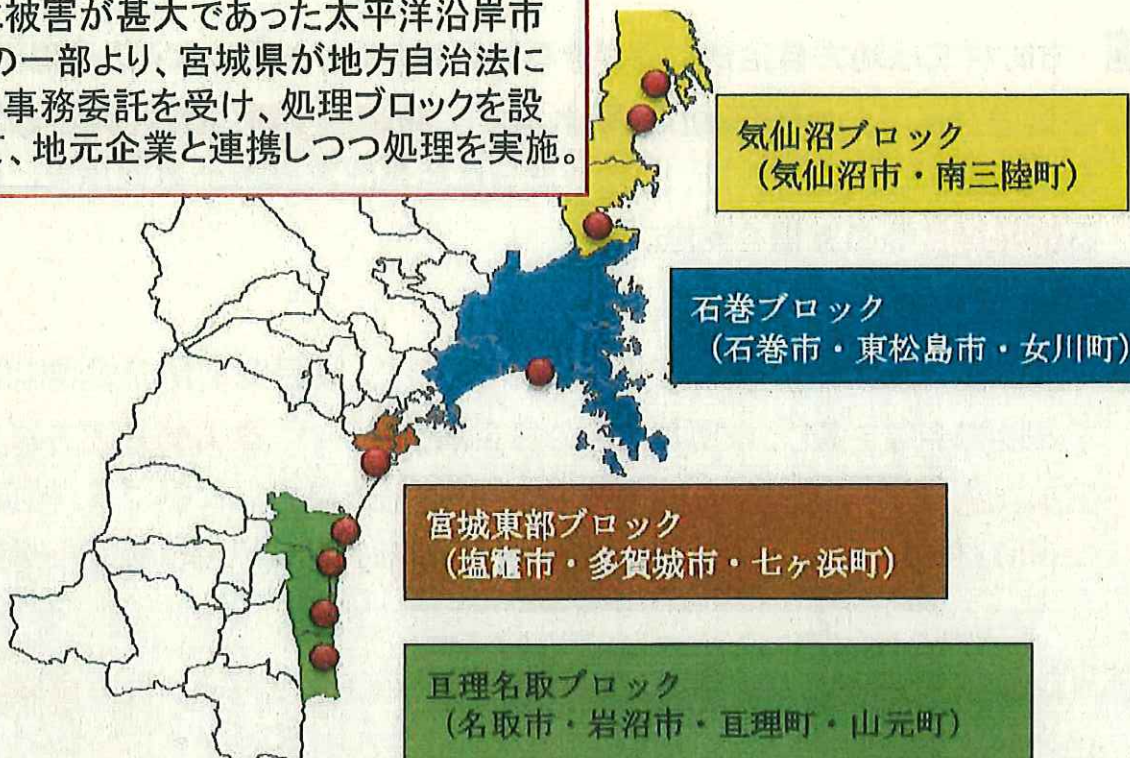 被害が甚大であった太平洋沿岸市
の一部より、宮城県が地方自治法に
事務委託を受け、処理ブロックを設
、地元企業と連携しつつ処理を実施。
気仙沼ブロック
（気仙沼市・南三陸町）
石巻ブロック
（石巻市・東松島市・女川町）
宮城東部ブロック
（塩竈市・多賀城市・七ヶ浜町）
亘理名取ブロック
（名取市・岩沼市・亘理町・山元町）